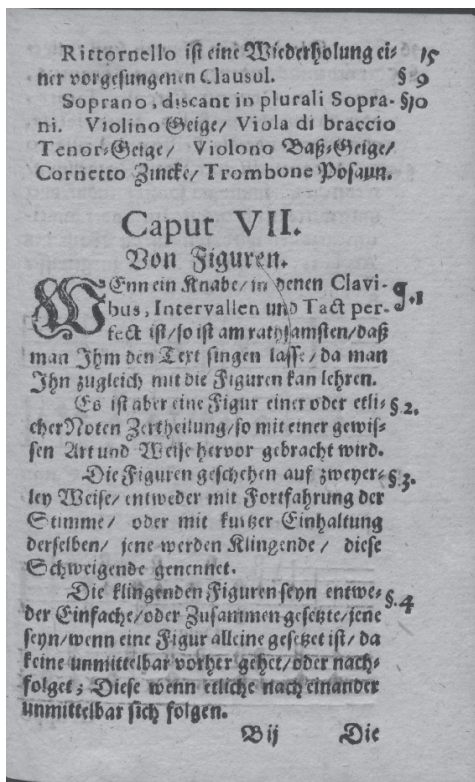 Rittornello ist eine Wiederholung ei- 15
ner vorgesungenen Clausul. § 9
Soprano, discant in plurali Sopra- §10
ni. Violino Geige/ Viola di braccio
Tenor-Geige/ Violono Baß-Geige/
Cornetto Zincke/ Trombone Posaun.
Caput VII.
Von Figuren.
WEnn ein Knabe/ in denen Clavi- §.1
bus, Intervallen und Tact per-
fect ist/ so ist am rathsamsten/ daß
man Ihm den Text singen lasse/ da man
Ihn zugleich mit die Figuren kan lehren.
Es ist aber eine Figur einer oder etli- §.2.
cher Noten Zertheilung/ so mit einer gewis-
sen Art und Weise hervor gebracht wird.
Die Figuren geschehen auf zweyer- §.3.
ley Weise/ entweder mit Fortfahrung der
Stimme/ oder mit kurtzer Einhaltung
derselben/ jene werden Klingende/ diese
Schweigende genennet.
Die klingenden Figuren seyn entwe- §.4
der Einfache/ oder Zusammen gesetzte/ jene
seyn/ wenn eine Figur alleine gesetzet ist/ da
keine unmittelbar vorher gehet/ oder nach-
folget; Diese wenn etliche nach einander
unmittelbar sich folgen.
Bij Die